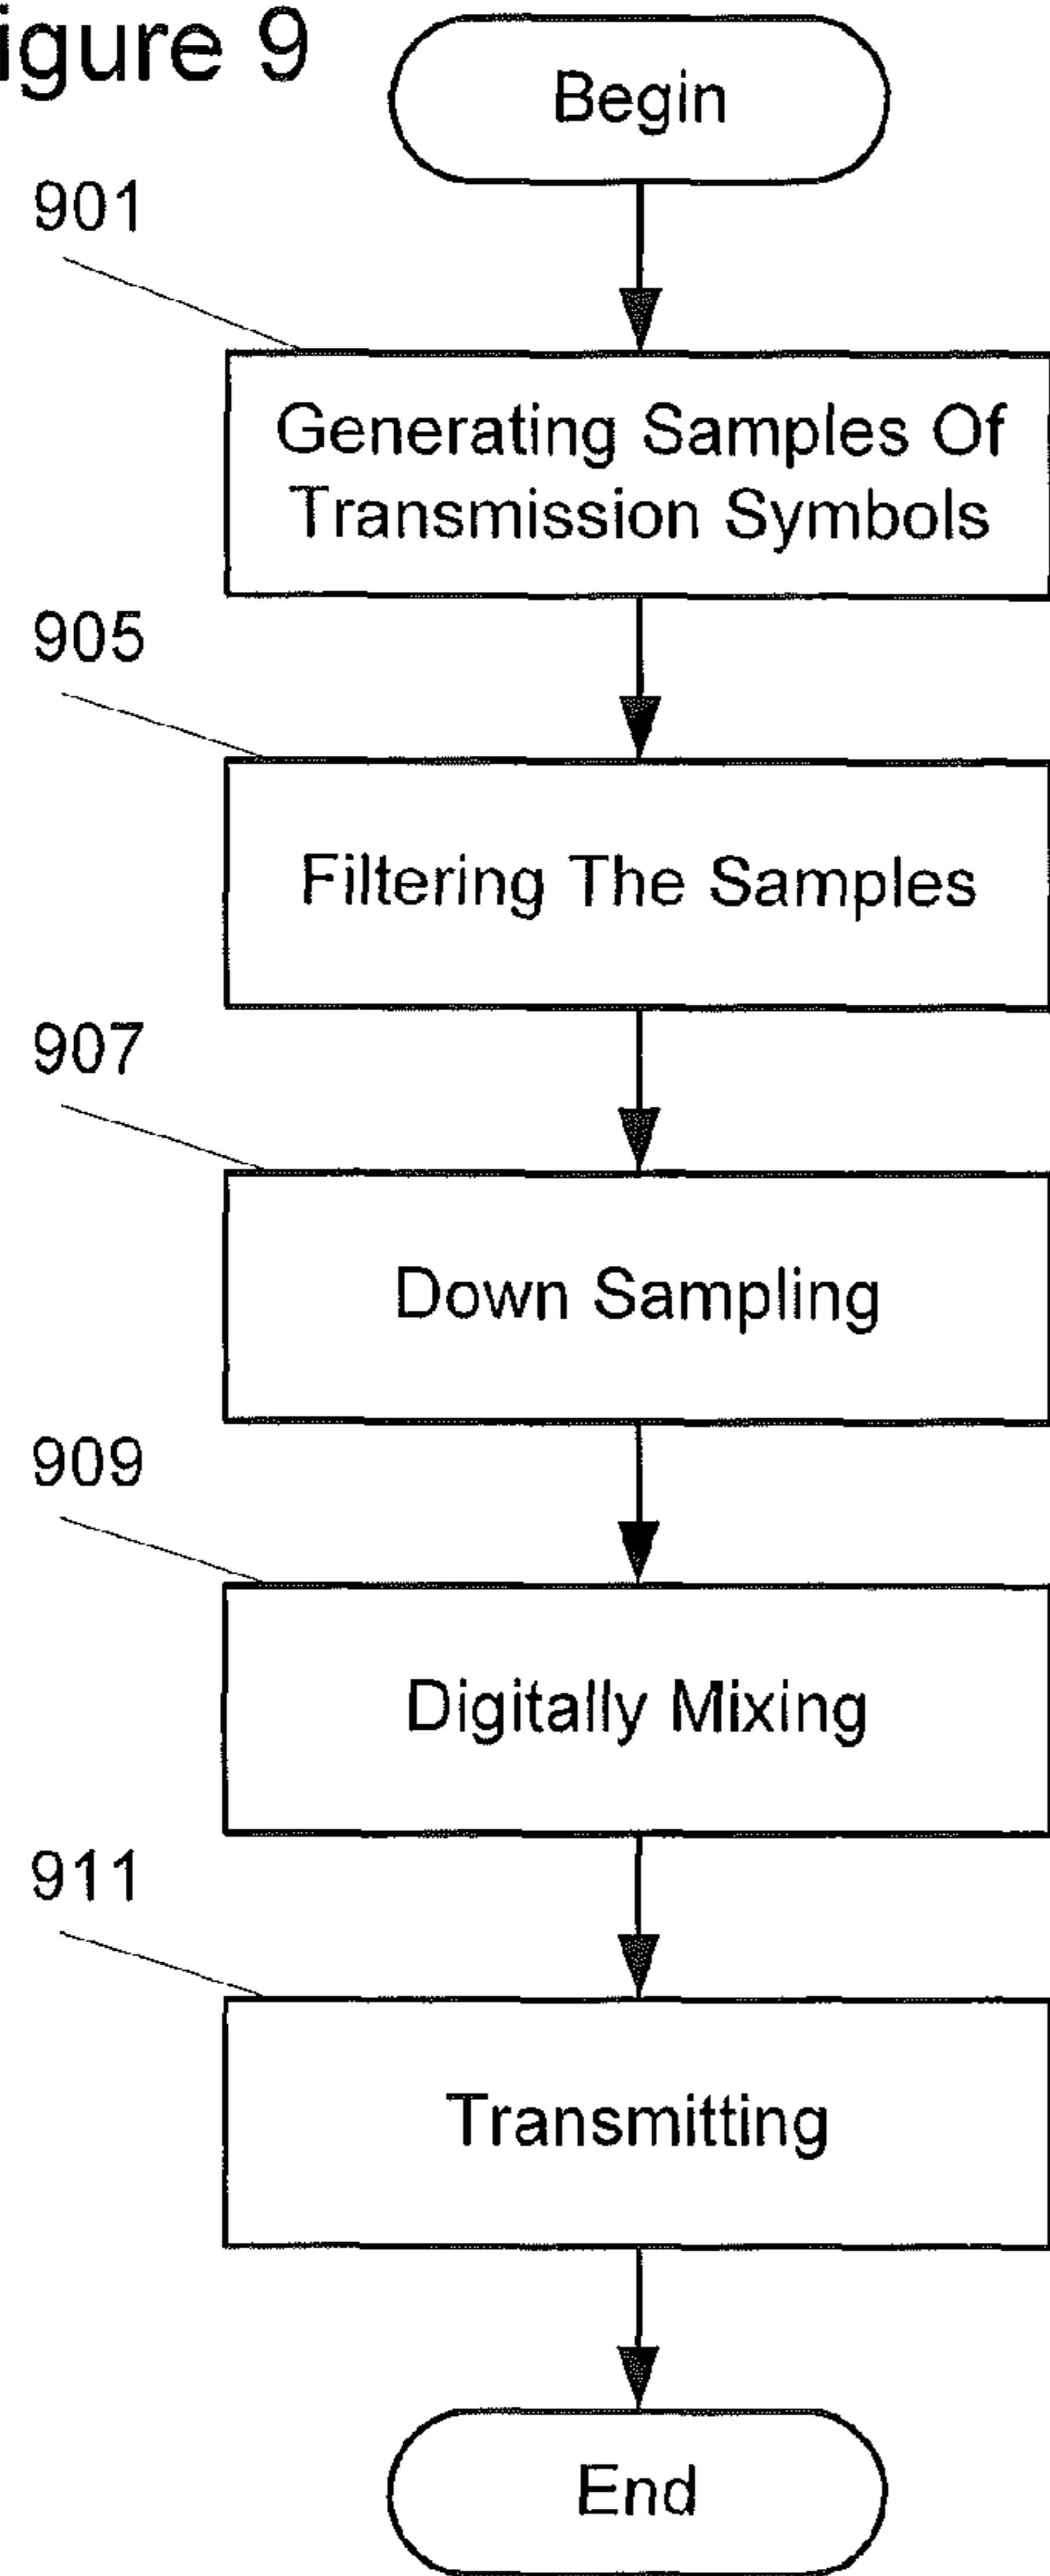 igure 9
Begin
901
Generating Samples Of
Transmission Symbols
905
Filtering The Samples
907
Down Sampling
909
Digitally Mixing
911
Transmitting
End